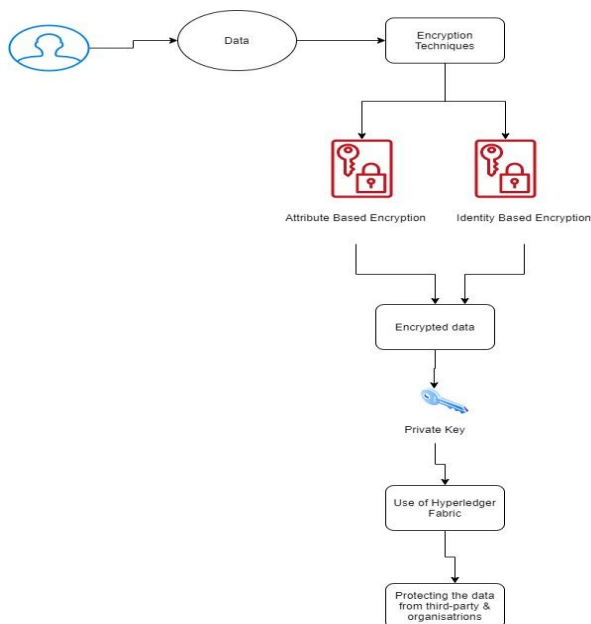 Data
Encryption
Techniques
Attribute Based Encryption
Identity Based Encryption
Encrypted data
Private Key
Use of Hyperledger
Fabric
Protecting the data
from third-party &
organisatrions